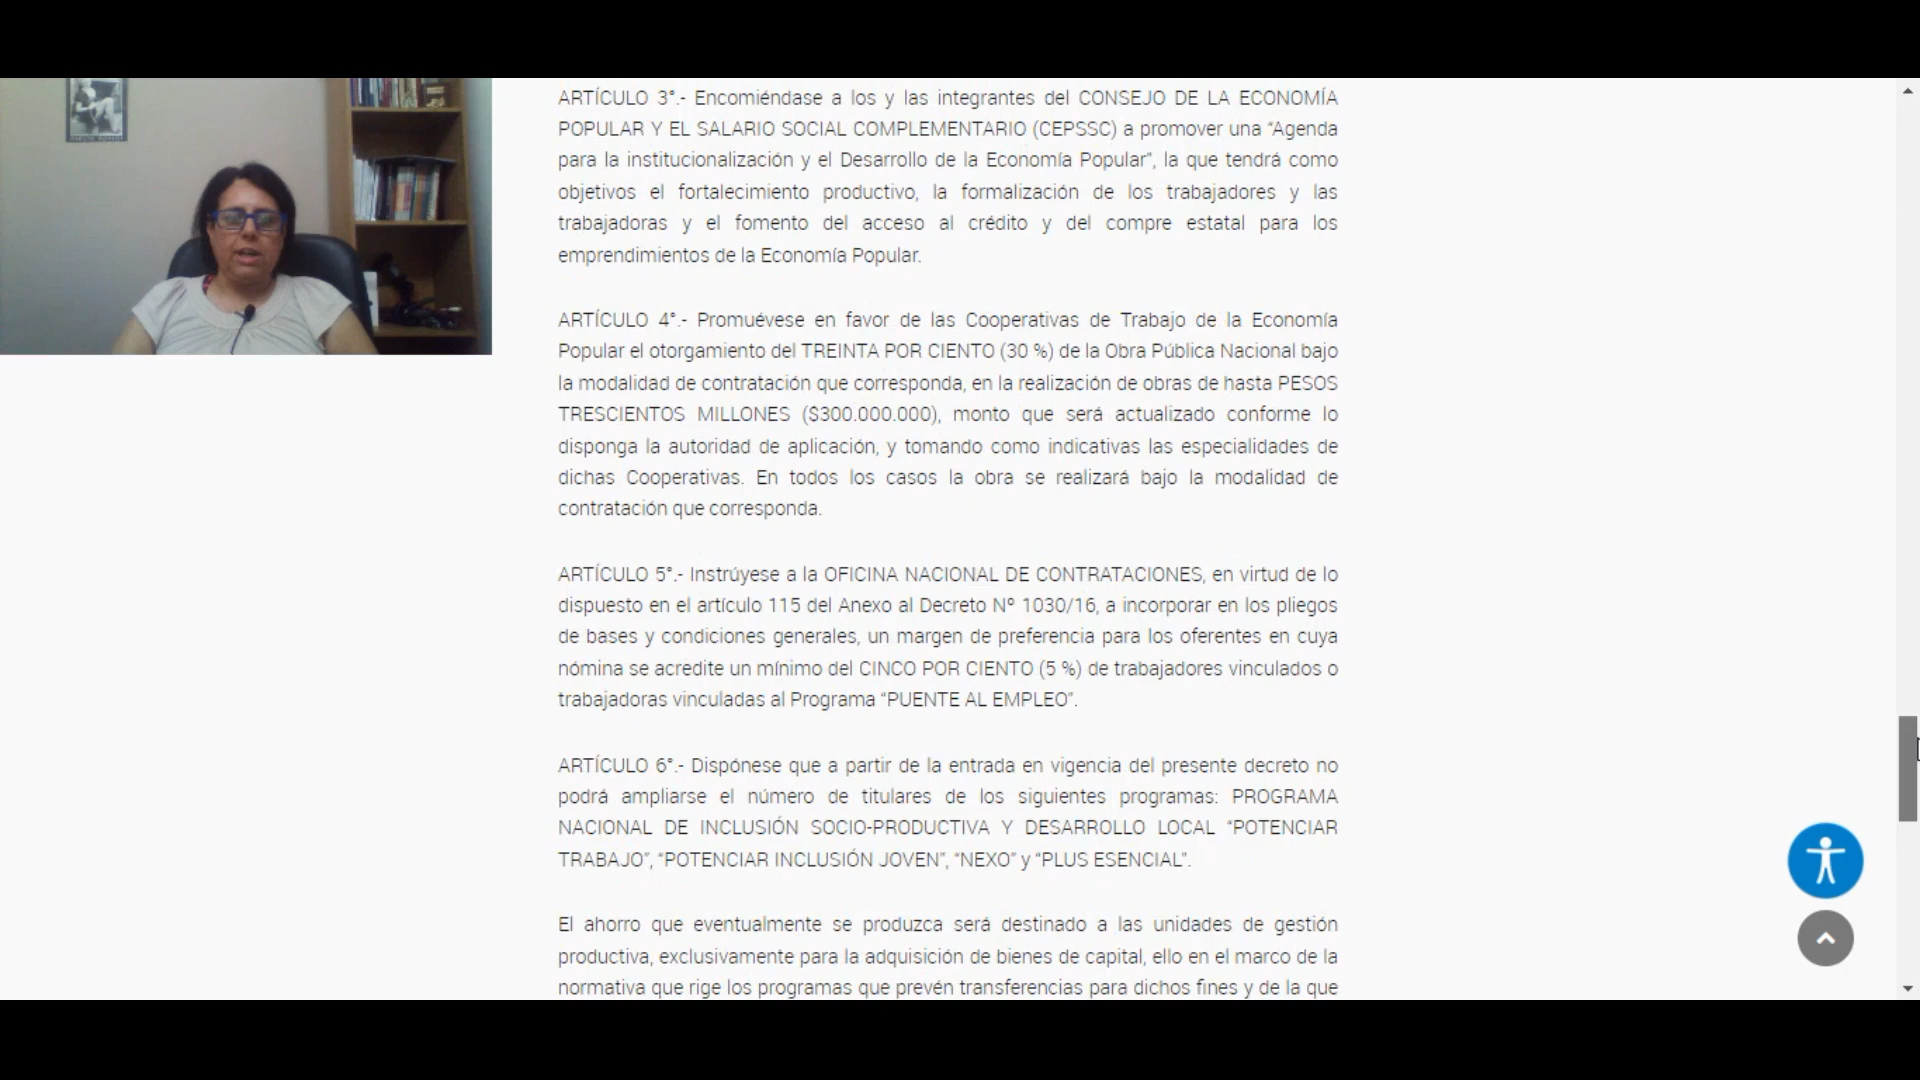 ARTÍCULO 3°.- Encomiéndase a los y las integrantes del CONSEJO DE LA ECONOMÍA
POPULAR Y EL SALARIO SOCIAL COMPLEMENTARIO (CEPSSC) a promover una “Agenda
para la institucionalización y el Desarrollo de la Economía Popular”, la que tendrá como
objetivos el fortalecimiento productivo, la formalización de los trabajadores y las
trabajadoras y el fomento del acceso al crédito y del compre estatal para los
emprendimientos de la Economía Popular.
ARTÍCULO 4°.- Promuévese en favor de las Cooperativas de Trabajo de la Economía
Popular el otorgamiento del TREINTA POR CIENTO (30 %) de la Obra Pública Nacional bajo
la modalidad de contratación que corresponda, en la realización de obras de hasta PESOS
TRESCIENTOS MILLONES ($300.000.000), monto que será actualizado conforme lo
disponga la autoridad de aplicación, y tomando como indicativas las especialidades de
dichas Cooperativas. En todos los casos la obra se realizará bajo la modalidad de
contratación que corresponda.
ARTÍCULO 5°.- Instrúyese a la OFICINA NACIONAL DE CONTRATACIONES, en virtud de lo
dispuesto en el artículo 115 del Anexo al Decreto Nº 1030/16, a incorporar en los pliegos
de bases y condiciones generales, un margen de preferencia para los oferentes en cuya
nómina se acredite un mínimo del CINCO POR CIENTO (5 %) de trabajadores vinculados o
trabajadoras vinculadas al Programa “PUENTE AL EMPLEO”.
ARTÍCULO 6°.- Dispónese que a partir de la entrada en vigencia del presente decreto no
podrá ampliarse el número de titulares de los siguientes programas: PROGRAMA
NACIONAL DE INCLUSIÓN SOCIO-PRODUCTIVA Y DESARROLLO LOCAL “POTENCIAR
TRABAJO”, “POTENCIAR INCLUSIÓN JOVEN”, “NEXO” y “PLUS ESENCIAL”.
El ahorro que eventualmente se produzca será destinado a las unidades de gestión
productiva, exclusivamente para la adquisición de bienes de capital, ello en el marco de la
normativa que rige los programas que prevén transferencias para dichos fines y de la que